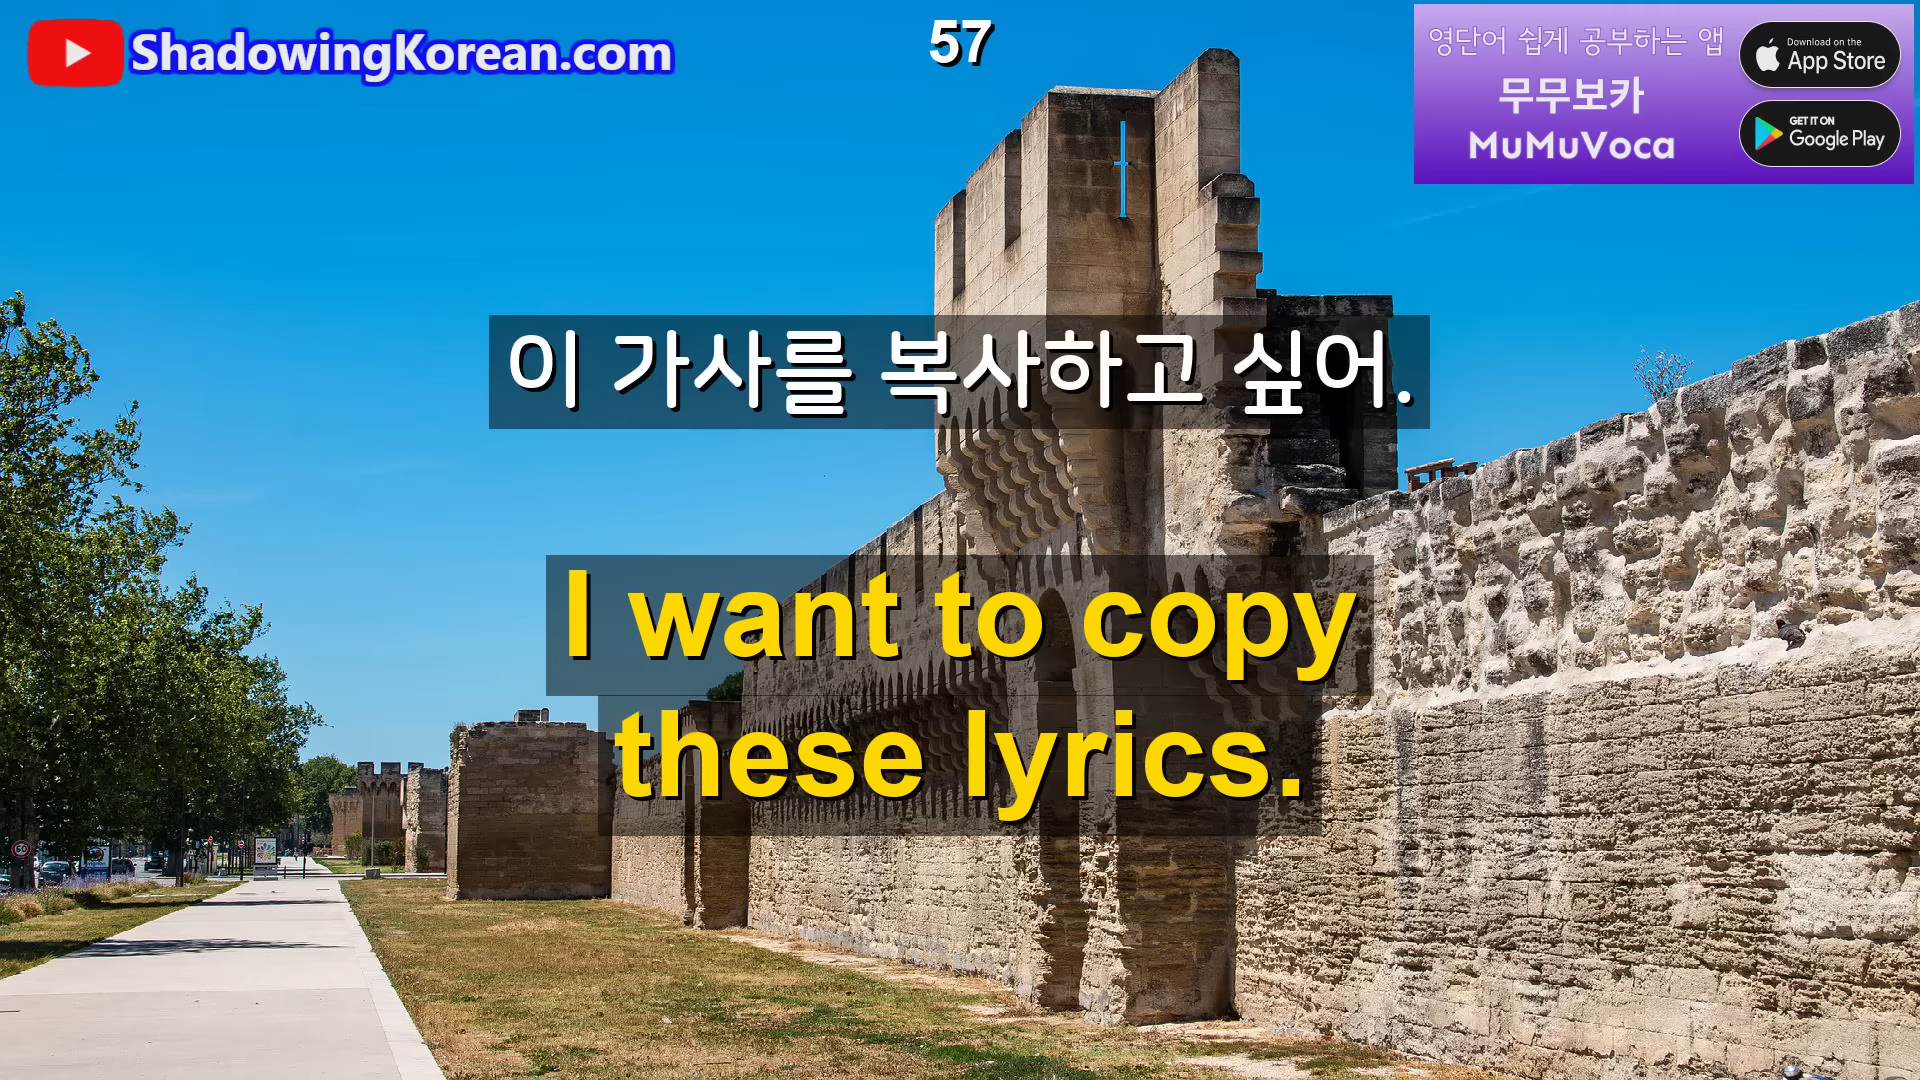 ShadowingKorean.com
57
영단어 쉽게 공부하는 앱
무무보카
MuMuVoca
Download on the
App Store
GET IT ON
Google Play
이 가사를 복사하고 싶어.
I want to copy
these lyrics.
50